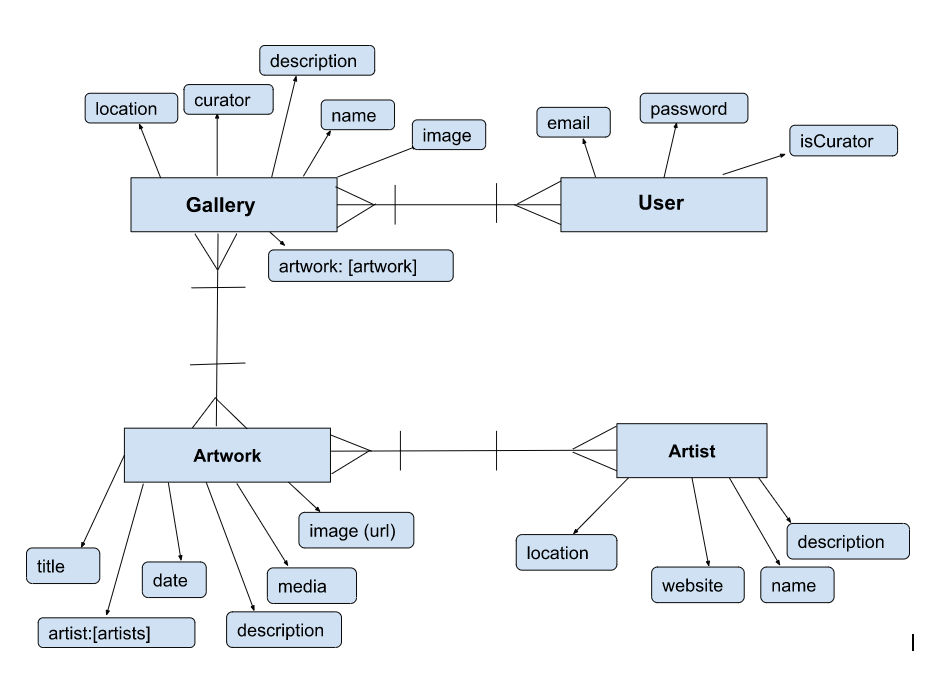 description
location
curator
name
image
email
password
isCurator
Gallery
User
artwork: [artwork]
Artwork
Artist
title
artist:[artists]
date
description
media
image (url)
location
website
name
description